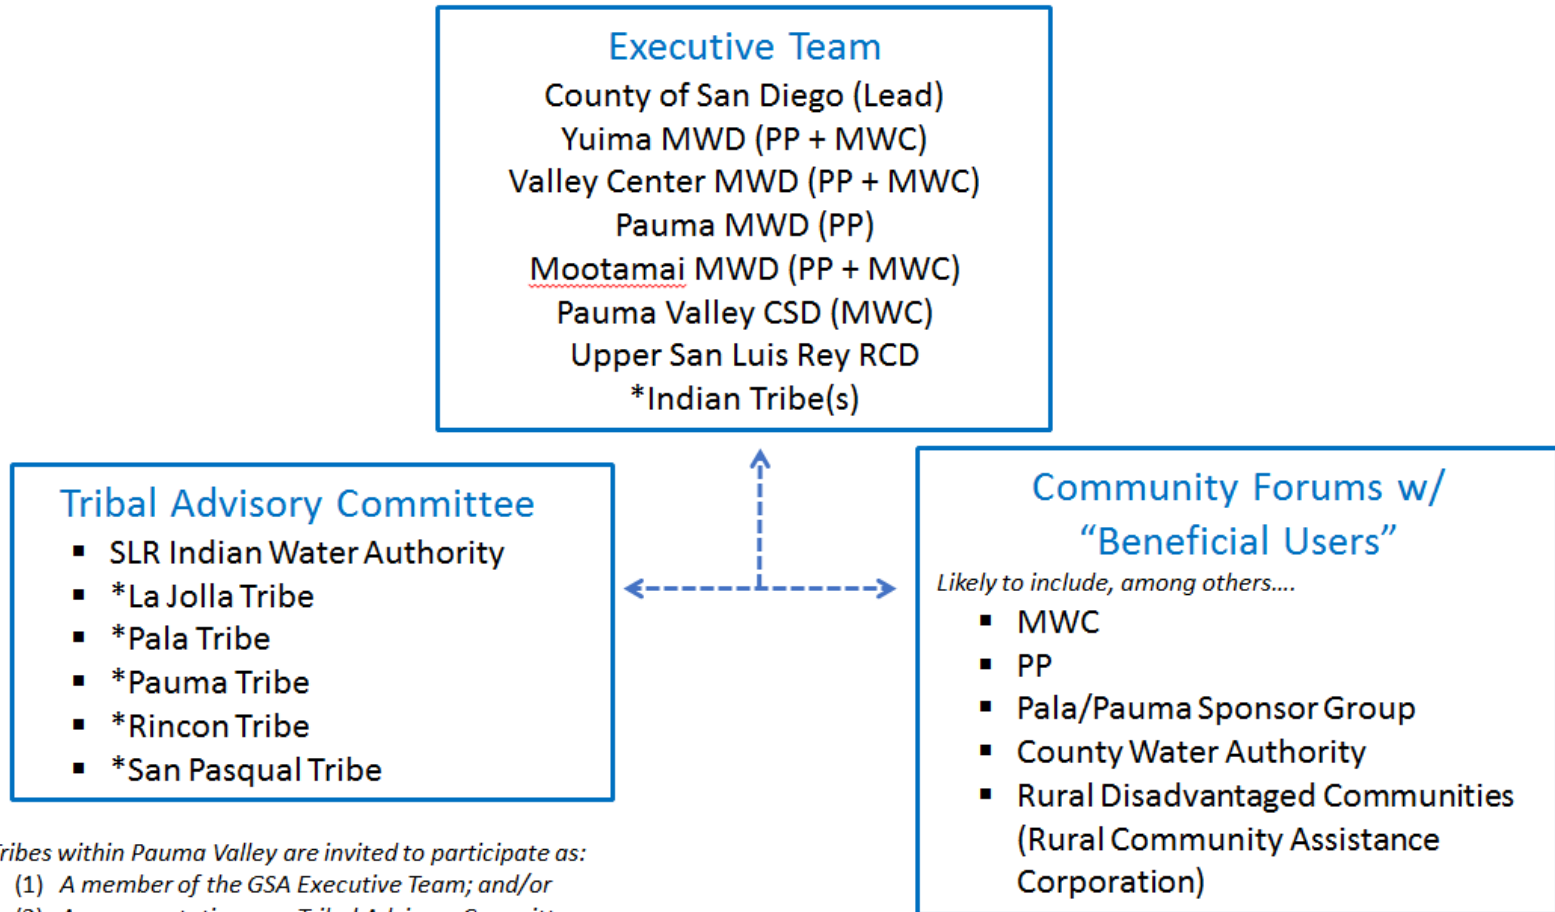 Executive Team
County of San Diego (Lead)
Yuima MWD (PP + MWC)
Valley Center MWD (PP + MWC)
Pauma MWD (PP)
Mootamai MWD (PP + MWC)
Pauma Valley CSD (MWC)
Upper San Luis Rey RCD
*Indian Tribe(s)
Tribal Advisory Committee
▪ SLR Indian Water Authority
▪ *La Jolla Tribe
▪ *Pala Tribe
▪ *Pauma Tribe
▪ *Rincon Tribe
▪ *San Pasqual Tribe
Community Forums w/
“Beneficial Users”
Likely to include, among others....
▪ MWC
▪ PP
▪ Pala/Pauma Sponsor Group
▪ County Water Authority
▪ Rural Disadvantaged Communities
(Rural Community Assistance
Corporation)
Tribes within Pauma Valley are invited to participate as:
(1) A member of the GSA Executive Team; and/or